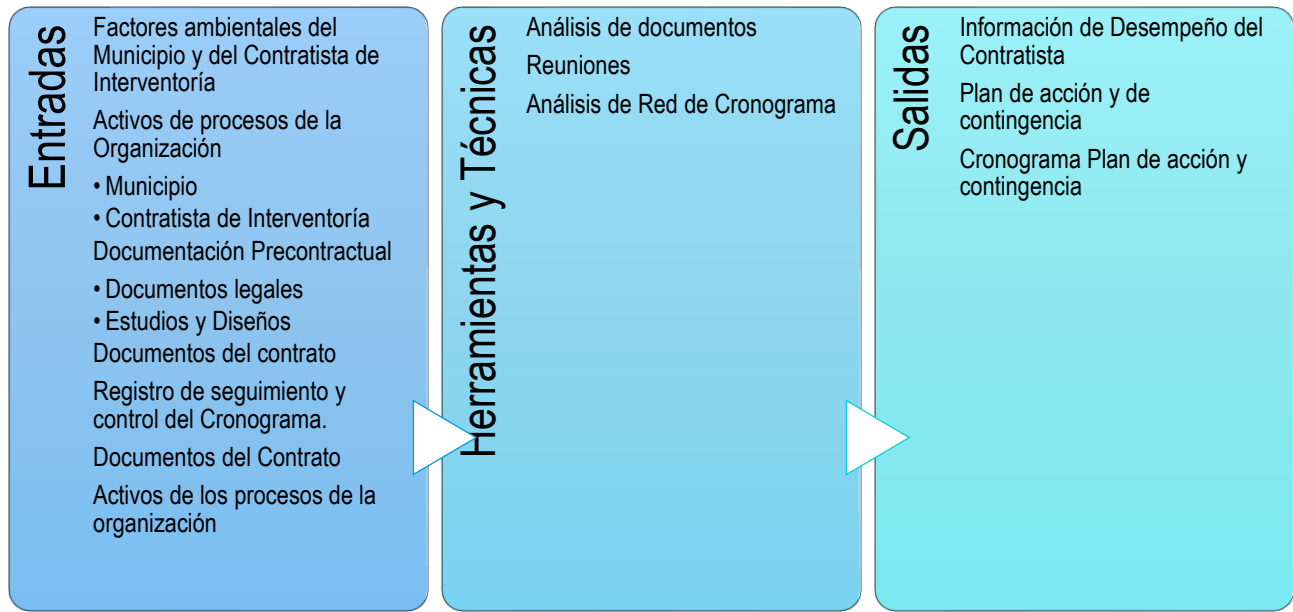 Entradas
Factores ambientales del
Municipio y del Contratista de
Interventoría
Activos de procesos de la
Organización
• Municipio
• Contratista de Interventoría
Documentación Precontractual
• Documentos legales
• Estudios y Diseños
Documentos del contrato
Registro de seguimiento y
control del Cronograma.
Documentos del Contrato
Activos de los procesos de la
organización
Herramientas y Técnicas
Análisis de documentos
Reuniones
Análisis de Red de Cronograma
Salidas
Información de Desempeño del
Contratista
Plan de acción y de
contingencia
Cronograma Plan de acción y
contingencia